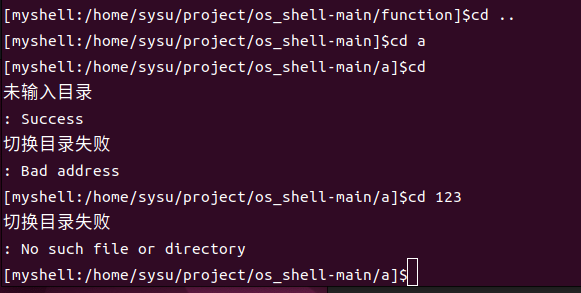 [myshell:/home/sysu/project/os_shell-main/function]$cd ..
[myshell:/home/sysu/project/os_shell-main]$cd a
[myshell:/home/sysu/project/os_shell-main/a]$cd
未输入目录
: Success
切换目录失败
: Bad address
[myshell:/home/sysu/project/os_shell-main/a]$cd 123
切换目录失败
: No such file or directory
[myshell:/home/sysu/project/os_shell-main/a]$